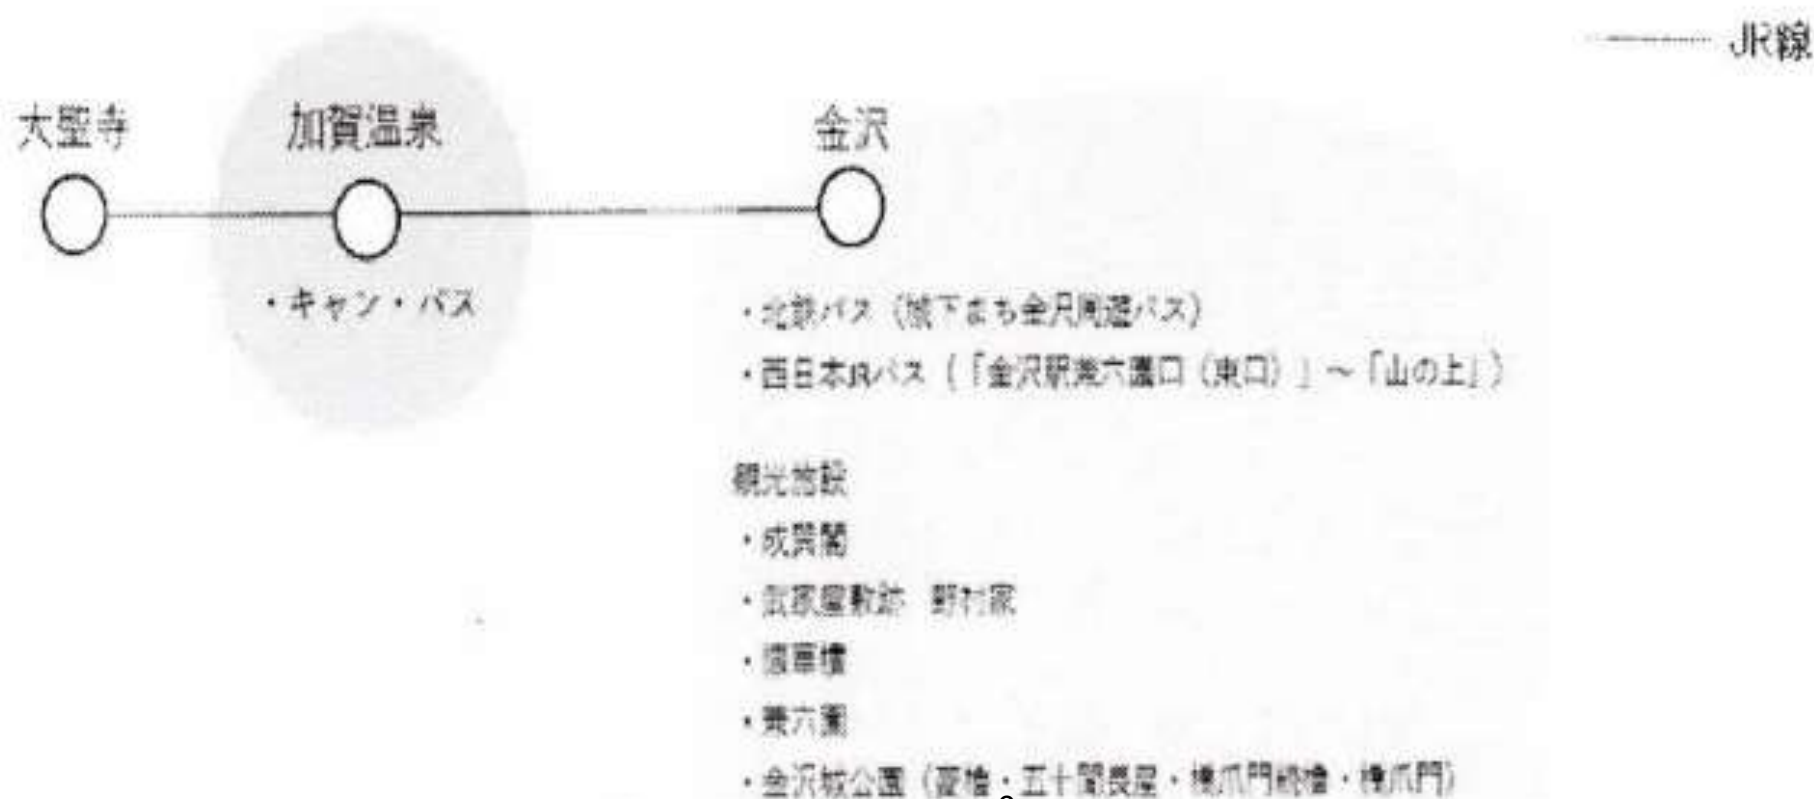 JR線
大聖寺 加賀温泉 金沢
・キャン・バス
・北鉄バス（城下まち金沢周遊バス）
・西日本JRバス（「金沢駅兼六園口（東口）」～「山の上」）
観光施設
・成巽閣
・武家屋敷跡 野村家
・兼六園
・金沢城公園（菱櫓・五十間長屋・橋爪門続櫓・橋爪門）